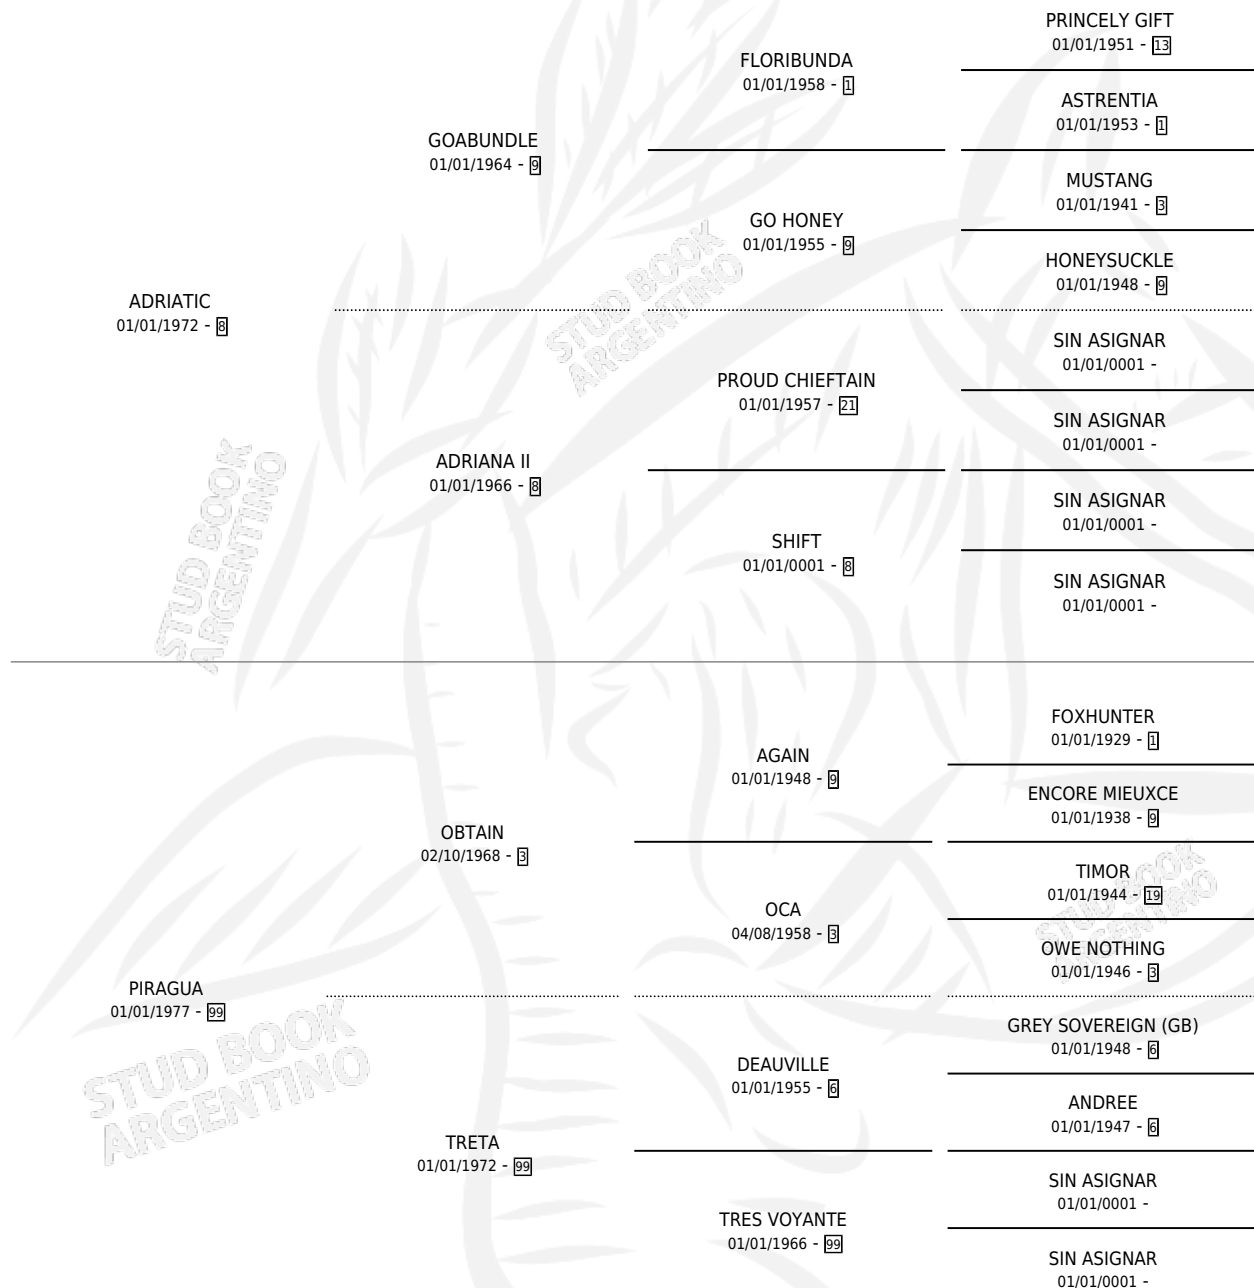 PRINCELY GIFT
01/01/1951 - 13
FLORIBUNDA
01/01/1958 - 1
ASTRENTIA
01/01/1953 - 1
GOABUNDLE
01/01/1964 - 9
MUSTANG
01/01/1941 - 3
GO HONEY
01/01/1955 - 9
HONEYSUCKLE
01/01/1948 - 9
ADRIATIC
01/01/1972 - 8
SIN ASIGNAR
01/01/0001 -
PROUD CHIEFTAIN
01/01/1957 - 21
SIN ASIGNAR
01/01/0001 -
ADRIANA II
01/01/1966 - 8
SIN ASIGNAR
01/01/0001 -
SHIFT
01/01/0001 - 8
SIN ASIGNAR
01/01/0001 -
FOXHUNTER
01/01/1929 - 1
AGAIN
01/01/1948 - 9
ENCORE MIEUXCE
01/01/1938 - 9
OBTAIN
02/10/1968 - 3
TIMOR
01/01/1944 - 19
OCA
04/08/1958 - 3
OWE NOTHING
01/01/1946 - 3
PIRAGUA
01/01/1977 - 99
GREY SOVEREIGN (GB)
01/01/1948 - 6
DEAUVILLE
01/01/1955 - 6
ANDREE
01/01/1947 - 6
TRETA
01/01/1972 - 99
SIN ASIGNAR
01/01/0001 -
TRES VOYANTE
01/01/1966 - 99
SIN ASIGNAR
01/01/0001 -
STUD BOOK
ARGENTINO
STUD BOOK
ARGENTINO
STUD BOOK
ARGENTINO
STUD BOOK
ARGENTINO